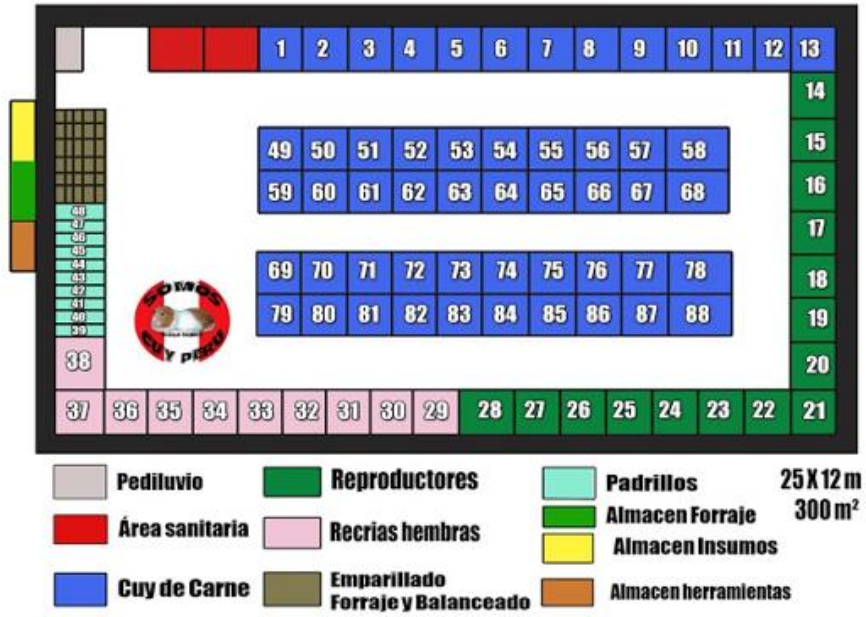 1 2 3 4 5 6 7 8 9 10 11 12 13
14
49 50 51 52 53 54 55 56 57 58
15
59 60 61 62 63 64 65 66 67 68
16
48
47
46
45
44
43
42
41
40
39
17
69 70 71 72 73 74 75 76 77 78
18
79 80 81 82 83 84 85 86 87 88
19
SOMOS
CUY PERU
38
20
37 36 35 34 33 32 31 30 29 28 27 26 25 24 23 22 21
Pediluvio
Reproductores
Padrillos
25 X 12 m
300 m²
Área sanitaria
Recrias hembras
Almacen Forraje
Almacen Insumos
Cuy de Carne
Emparillado
Forraje y Balanceado
Almacen herramientas